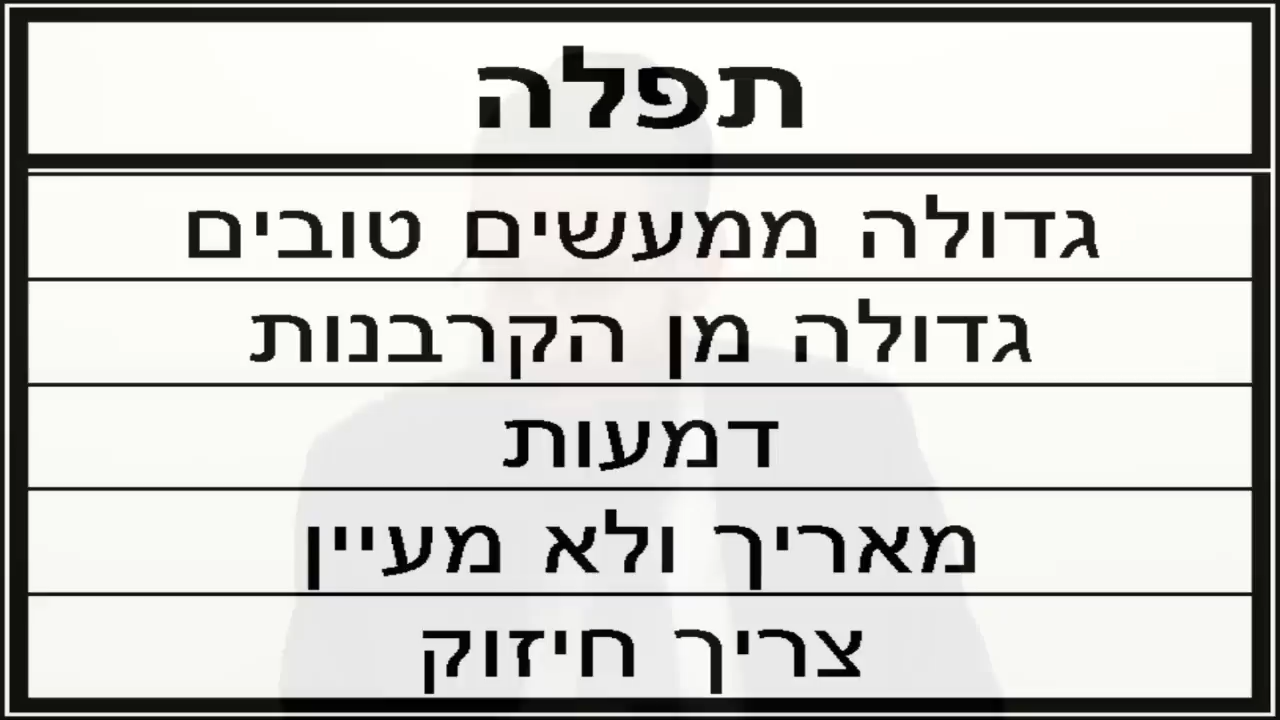 תפלה
גדולה ממעשים טובים
גדולה מן הקרבנות
דמעות
מאריך ולא מעיין
צריך חיזוק